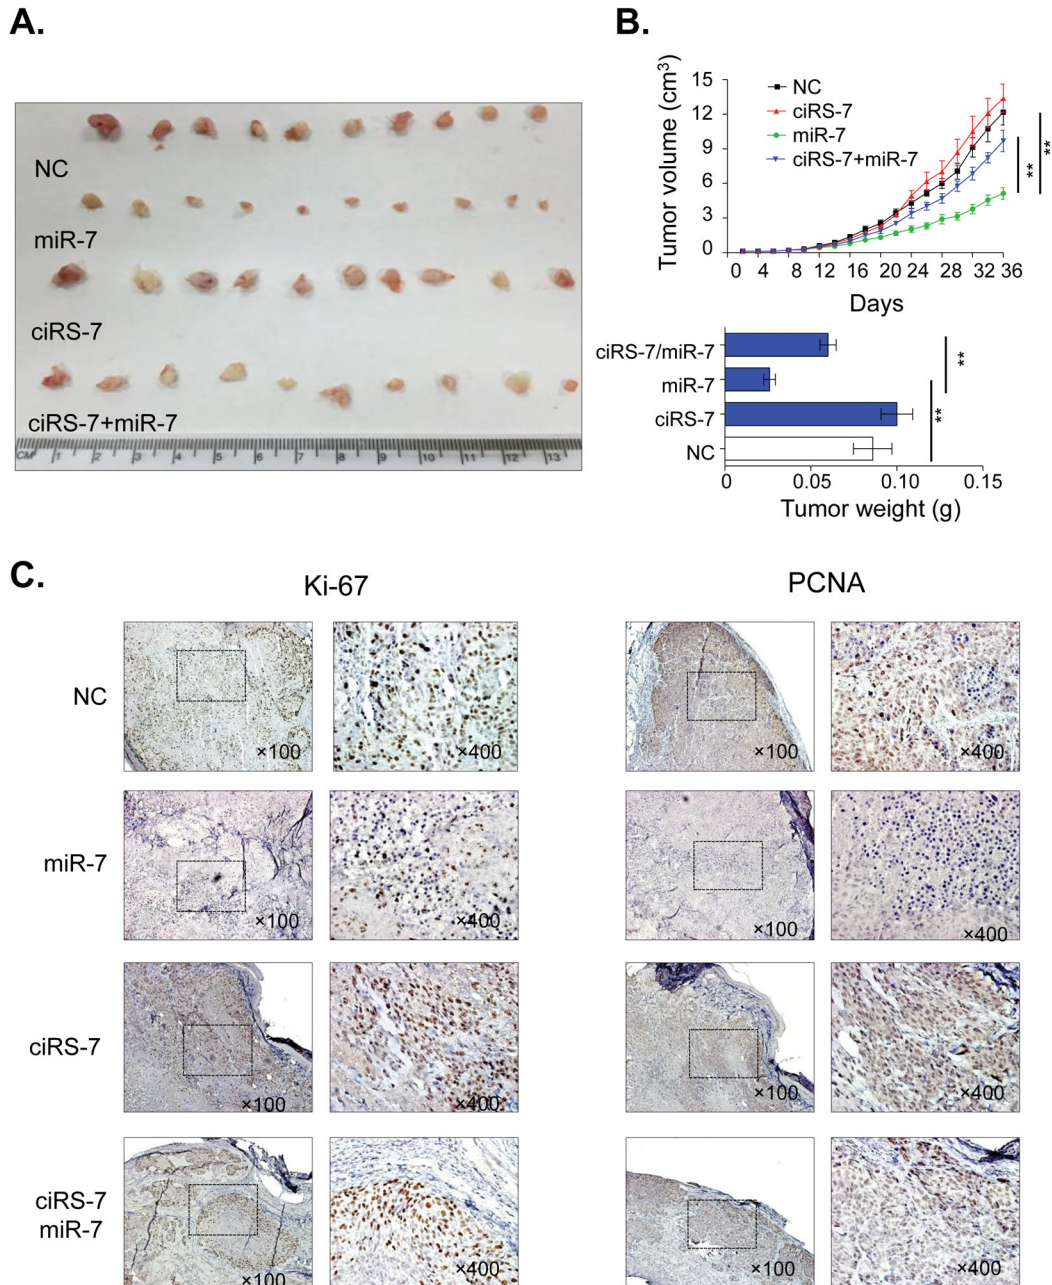 A.
NC
miR-7
ciRS-7
ciRS-7+miR-7
CM 1 2 3 4 5 6 7 8 9 10 11 12 13
B.
Tumor volume (cm3)
15
12
9
6
3
0
NC
ciRS-7
miR-7
ciRS-7+miR-7
**
**
0 4 8 12 16 20 24 28 32 36
Days
ciRS-7/miR-7
miR-7
ciRS-7
NC
**
**
0 0.05 0.10 0.15
Tumor weight (g)
C.
Ki-67
PCNA
NC
×100
×400
×100
×400
miR-7
×100
×400
×100
×400
ciRS-7
×100
×400
×100
×400
ciRS-7
miR-7
×100
×400
×100
×400